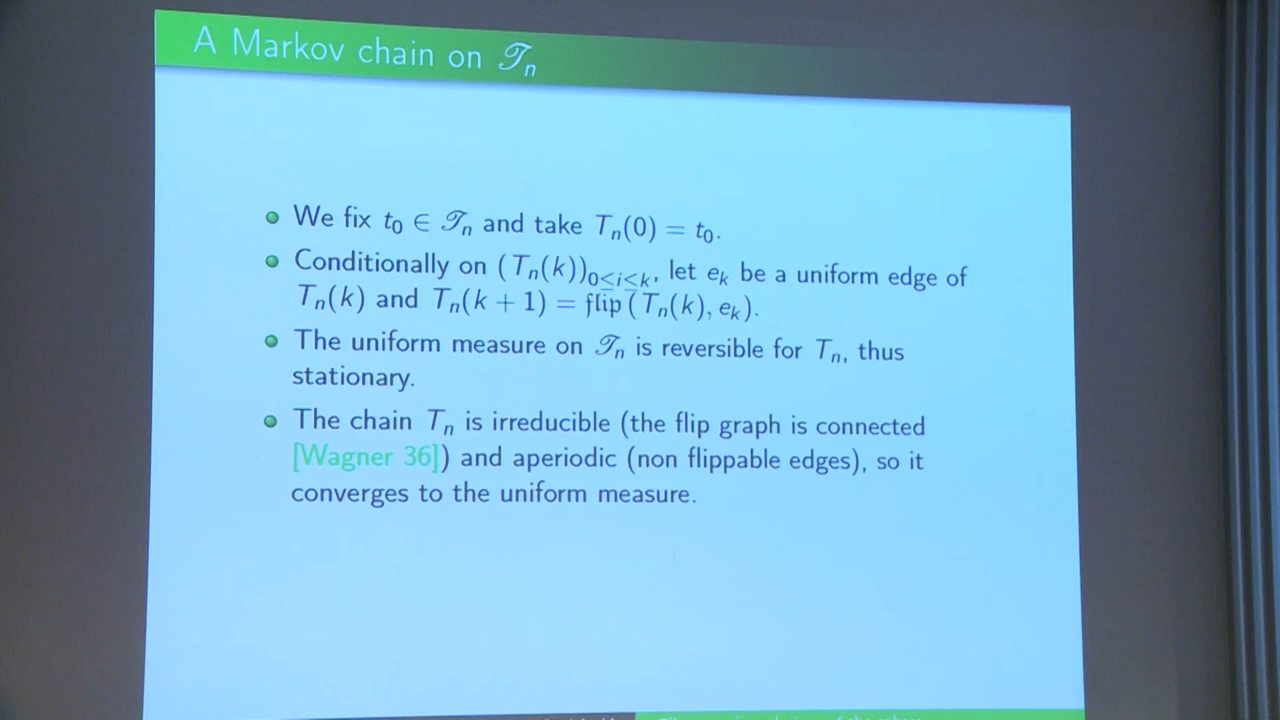 A Markov chain on 𝒯ₙ
We fix t₀ ∈ 𝒯ₙ and take Tₙ(0) = t₀.
Conditionally on (Tₙ(k))₀≤i≤k, let eₖ be a uniform edge of
Tₙ(k) and Tₙ(k + 1) = flip (Tₙ(k), eₖ).
The uniform measure on 𝒯ₙ is reversible for Tₙ, thus
stationary.
The chain Tₙ is irreducible (the flip graph is connected
[Wagner 36]) and aperiodic (non flippable edges), so it
converges to the uniform measure.